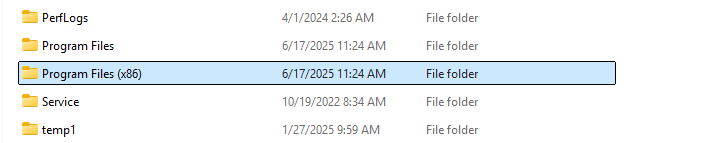 PerfLogs 4/1/2024 2:26 AM File folder
Program Files 6/17/2025 11:24 AM File folder
Program Files (x86) 6/17/2025 11:24 AM File folder
Service 10/19/2022 8:34 AM File folder
temp1 1/27/2025 9:59 AM File folder